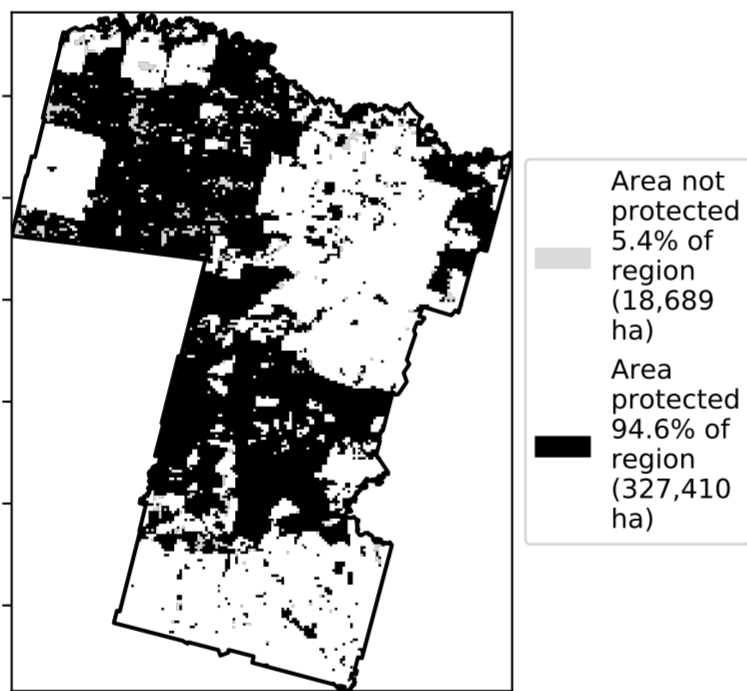 Area not
protected
5.4% of
region
(18,689
ha)
Area
protected
94.6% of
region
(327,410
ha)